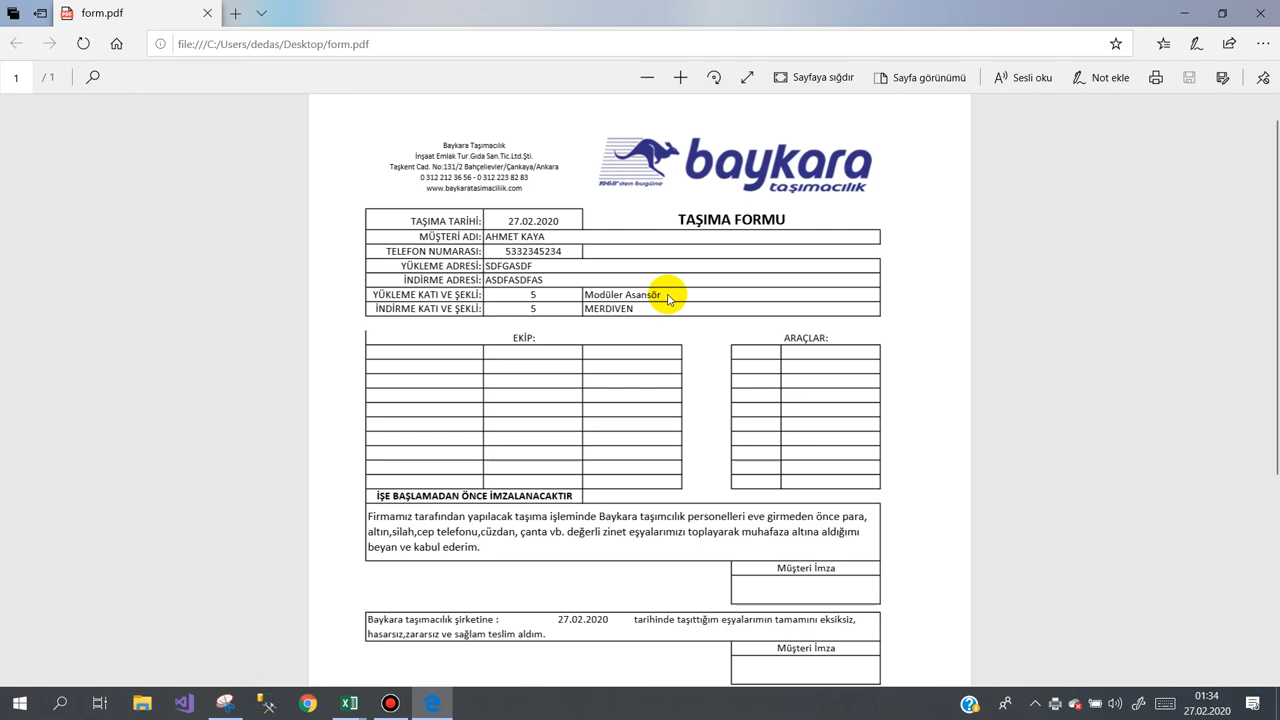 form.pdf
file:///C:/Users/dedas/Desktop/form.pdf
1 / 1
Sayfaya sığdır
Sayfa görünümü
Sesli oku
Not ekle
Baykara Taşımacılık
İnşaat Emlak Tur.Gıda San.Tic.Ltd.Şti.
Taşkent Cad. No:131/2 Bahçelievler/Çankaya/Ankara
0 312 212 36 56 - 0 312 223 82 83
www.baykaratasimaciliik.com
baykara
taşımacılık
1968'den bugüne
TAŞIMA TARİHİ: 27.02.2020 TAŞIMA FORMU
MÜŞTERİ ADI: AHMET KAYA
TELEFON NUMARASI: 5332345234
YÜKLEME ADRESİ: SDFGASDF
İNDİRME ADRESİ: ASDFASDFAS
YÜKLEME KATI VE ŞEKLİ: 5 Modüler Asansör
İNDİRME KATI VE ŞEKLİ: 5 MERDIVEN
EKİP: ARAÇLAR:
İŞE BAŞLAMADAN ÖNCE İMZALANACAKTIR
Firmamız tarafından yapılacak taşıma işleminde Baykara taşımcılık personelleri eve girmeden önce para,
altın,silah,cep telefonu,cüzdan, çanta vb. değerli zinet eşyalarımızı toplayarak muhafaza altına aldığımı
beyan ve kabul ederim.
Müşteri İmza
Baykara taşımacılık şirketine : 27.02.2020 tarihinde taşıttığım eşyalarımın tamamını eksiksiz,
hasarsız,zararsız ve sağlam teslim aldım.
Müşteri İmza
01:34
27.02.2020